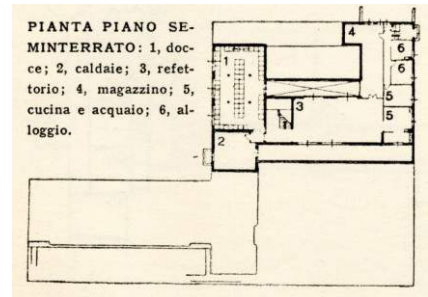 PIANTA PIANO SE-
MINTERRATO: 1, doc-
ce; 2, caldaie; 3, refet-
torio; 4, magazzino; 5,
cucina e acquaio; 6, al-
loggio.
4
1
6
6
3
5
5
2